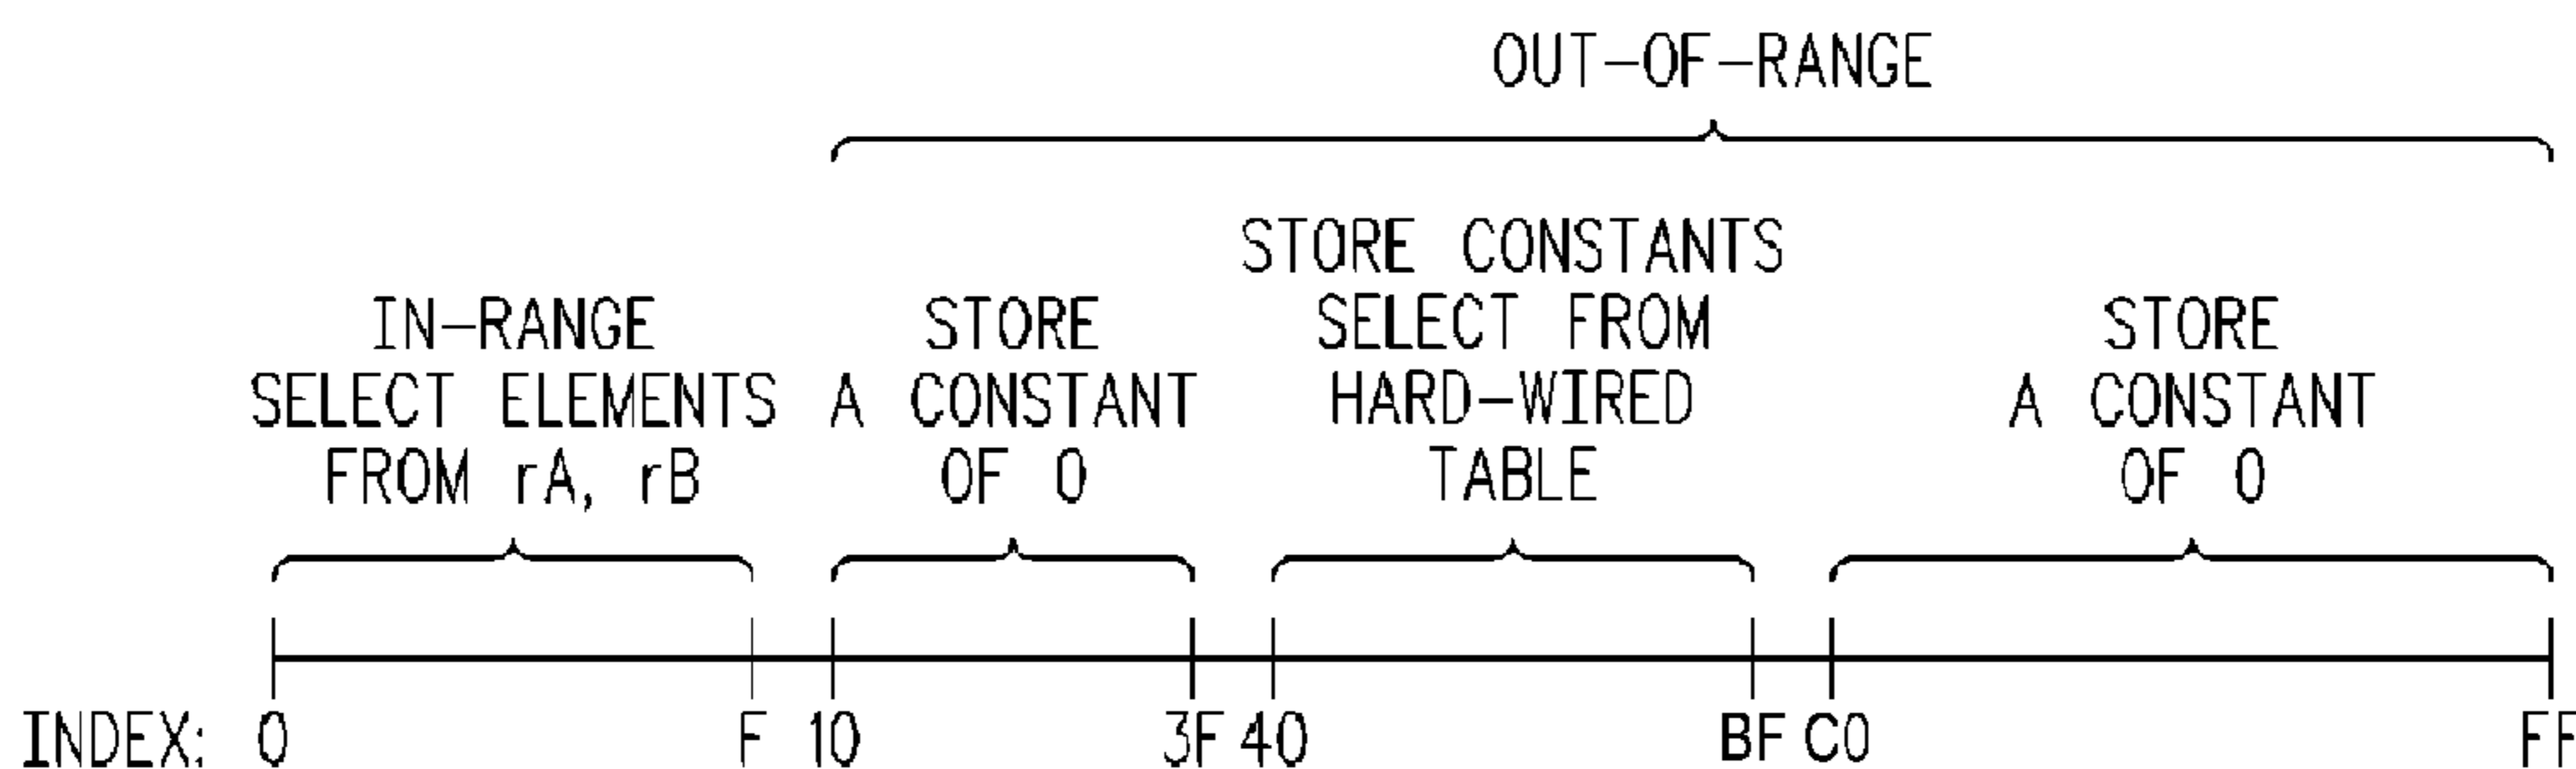 OUT-OF-RANGE
IN-RANGE
SELECT ELEMENTS
FROM rA, rB
STORE
A CONSTANT
OF 0
STORE CONSTANTS
SELECT FROM
HARD-WIRED
TABLE
STORE
A CONSTANT
OF 0
INDEX: 0 F 10 3F 40 BF C0 FF